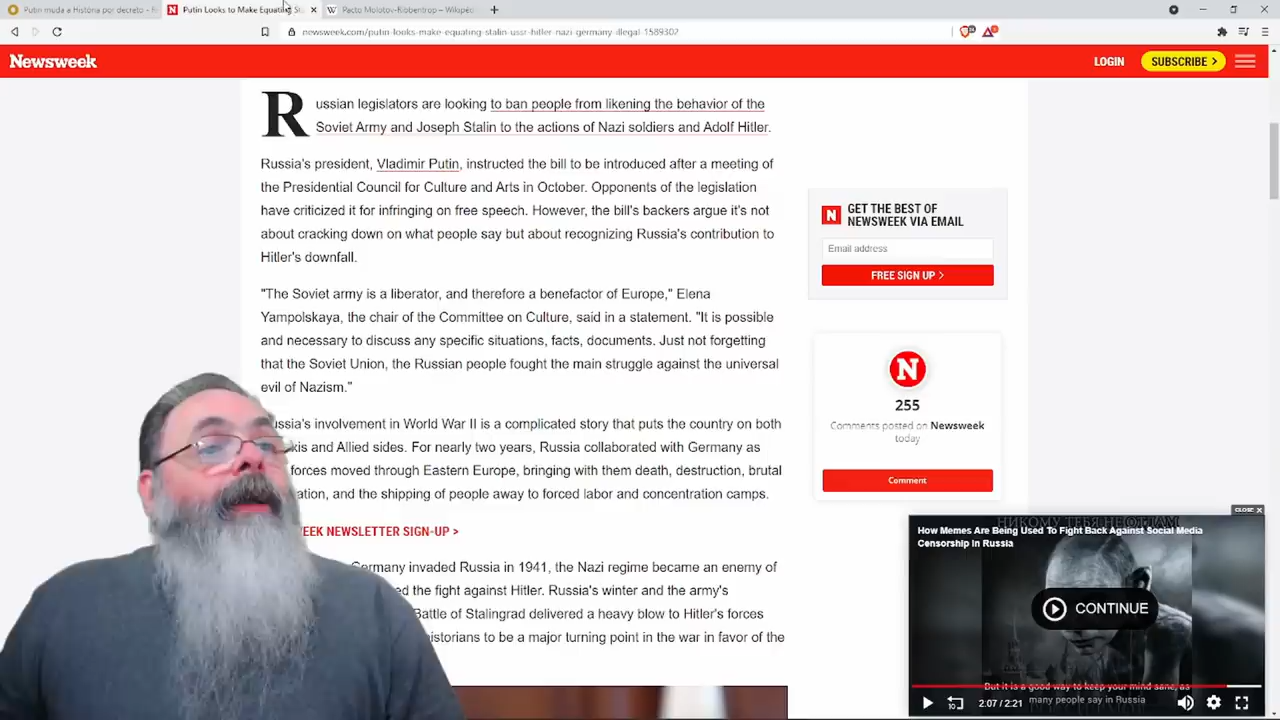 Putin muda a História por decreto -
Putin Looks to Make Equating St
Pacto Molotov-Ribbentrop – Wikipéd
newsweek.com/putin-looks-make-equating-stalin-ussr-hitler-nazi-germany-illegal-1589302
Newsweek
LOGIN
SUBSCRIBE >
Russian legislators are looking to ban people from likening the behavior of the
Soviet Army and Joseph Stalin to the actions of Nazi soldiers and Adolf Hitler.
Russia's president, Vladimir Putin, instructed the bill to be introduced after a meeting of
the Presidential Council for Culture and Arts in October. Opponents of the legislation
have criticized it for infringing on free speech. However, the bill's backers argue it's not
about cracking down on what people say but about recognizing Russia's contribution to
Hitler's downfall.
"The Soviet army is a liberator, and therefore a benefactor of Europe," Elena
Yampolskaya, the chair of the Committee on Culture, said in a statement. "It is possible
and necessary to discuss any specific situations, facts, documents. Just not forgetting
that the Soviet Union, the Russian people fought the main struggle against the universal
evil of Nazism."
ussia's involvement in World War II is a complicated story that puts the country on both
xis and Allied sides. For nearly two years, Russia collaborated with Germany as
forces moved through Eastern Europe, bringing with them death, destruction, brutal
ation, and the shipping of people away to forced labor and concentration camps.
EEK NEWSLETTER SIGN-UP >
ermany invaded Russia in 1941, the Nazi regime became an enemy of
ed the fight against Hitler. Russia's winter and the army's
Battle of Stalingrad delivered a heavy blow to Hitler's forces
istorians to be a major turning point in the war in favor of the
GET THE BEST OF
NEWSWEEK VIA EMAIL
Email address
FREE SIGN UP >
N
255
Comments posted on Newsweek
today
Comment
CLOSE X
НИКОМУ ТЕБЯ НЕ ОТДАМ
How Memes Are Being Used To Fight Back Against Social Media
Censorship In Russia
CONTINUE
But it is a good way to keep your mind sane, as
many people say in Russia
10
2:07 / 2:21